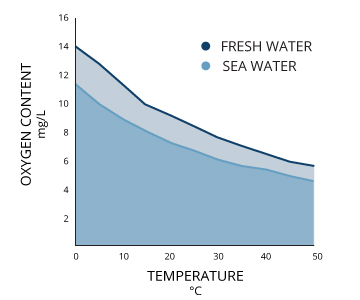 16
14
12
10
8
6
4
2
OXYGEN CONTENT
mg/L
FRESH WATER
SEA WATER
0 10 20 30 40 50
TEMPERATURE
°C